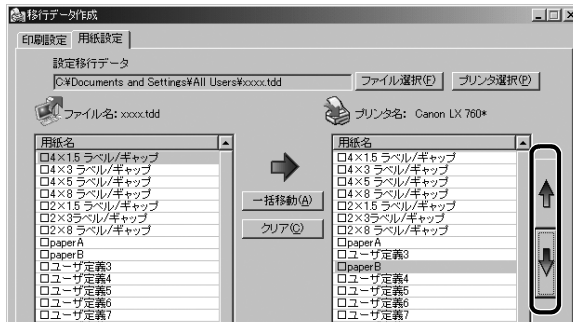 移行データ作成
印刷設定 用紙設定
設定移行データ
C:¥Documents and Settings¥All Users¥xxxx.tdd ファイル選択(F) プリンタ選択(P)
ファイル名: xxxx.tdd プリンタ名: Canon LX 760*
用紙名
4×1.5 ラベル/ギャップ
4×3 ラベル/ギャップ
4×5 ラベル/ギャップ
4×8 ラベル/ギャップ
2×1.5 ラベル/ギャップ
2×3ラベル/ギャップ
2×8 ラベル/ギャップ
paperA
paperB
ユーザ定義3
ユーザ定義4
ユーザ定義5
ユーザ定義6
ユーザ定義7
一括移動(A)
クリア(C)
用紙名
4×1.5 ラベル/ギャップ
4×3 ラベル/ギャップ
4×5 ラベル/ギャップ
4×8 ラベル/ギャップ
2×1.5 ラベル/ギャップ
2×3ラベル/ギャップ
2×8 ラベル/ギャップ
paperA
ユーザ定義3
paperB
ユーザ定義4
ユーザ定義5
ユーザ定義6
ユーザ定義7